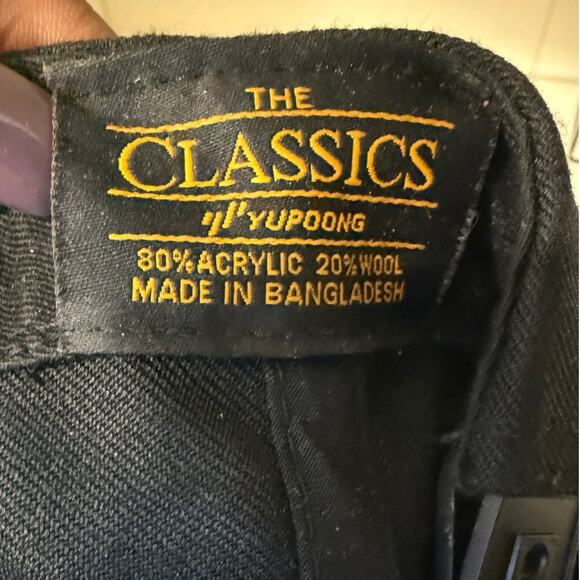 THE
CLASSICS
YUPOONG
80% ACRYLIC 20% WOOL
MADE IN BANGLADESH